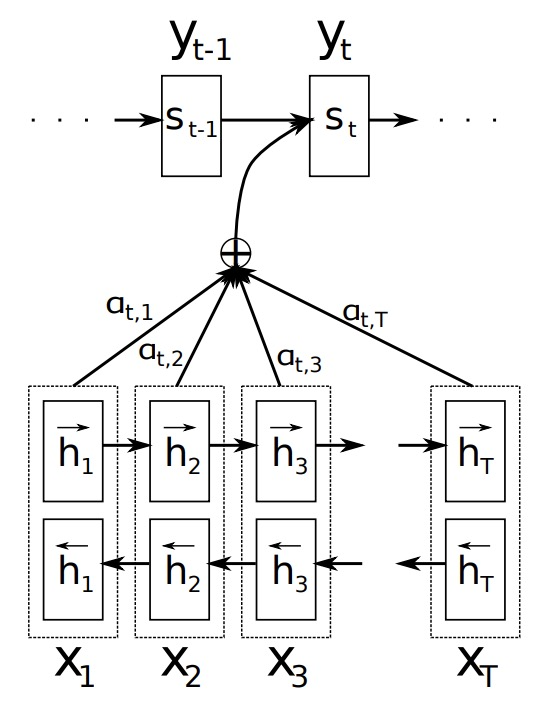 y_{t-1} y_t
. . . s_{t-1} s_t . . .
+
a_{t,1} a_{t,2} a_{t,3} a_{t,T}
\overrightarrow{h}_1 \overrightarrow{h}_2 \overrightarrow{h}_3 \overrightarrow{h}_T
\overleftarrow{h}_1 \overleftarrow{h}_2 \overleftarrow{h}_3 \overleftarrow{h}_T
x_1 x_2 x_3 x_T